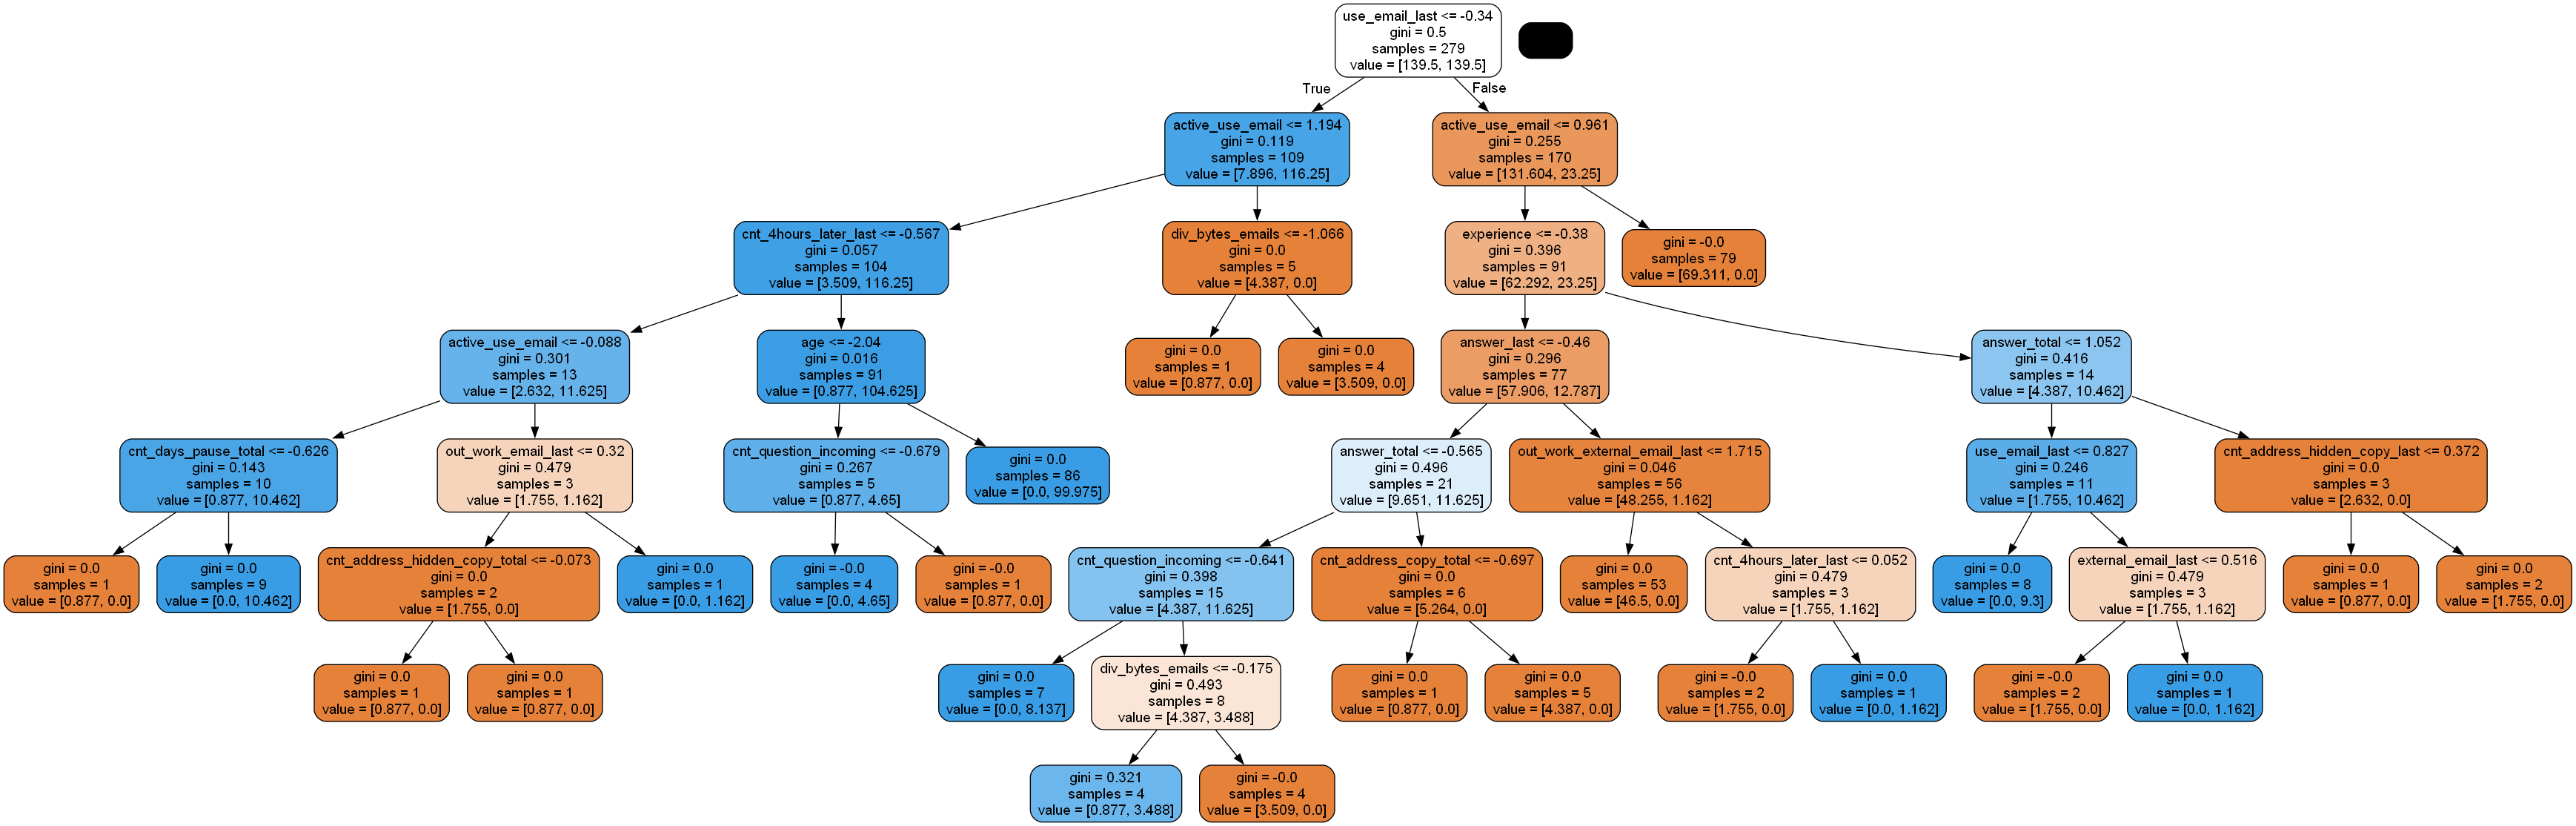 use_email_last <= -0.34
gini = 0.5
samples = 279
value = [139.5, 139.5]
True
False
active_use_email <= 1.194
gini = 0.119
samples = 109
value = [7.896, 116.25]
active_use_email <= 0.961
gini = 0.255
samples = 170
value = [131.604, 23.25]
cnt_4hours_later_last <= -0.567
gini = 0.057
samples = 104
value = [3.509, 116.25]
div_bytes_emails <= -1.066
gini = 0.0
samples = 5
value = [4.387, 0.0]
experience <= -0.38
gini = 0.396
samples = 91
value = [62.292, 23.25]
gini = -0.0
samples = 79
value = [69.311, 0.0]
active_use_email <= -0.088
gini = 0.301
samples = 13
value = [2.632, 11.625]
age <= -2.04
gini = 0.016
samples = 91
value = [0.877, 104.625]
gini = 0.0
samples = 1
value = [0.877, 0.0]
gini = 0.0
samples = 4
value = [3.509, 0.0]
answer_last <= -0.46
gini = 0.296
samples = 77
value = [57.906, 12.787]
answer_total <= 1.052
gini = 0.416
samples = 14
value = [4.387, 10.462]
cnt_days_pause_total <= -0.626
gini = 0.143
samples = 10
value = [0.877, 10.462]
out_work_email_last <= 0.32
gini = 0.479
samples = 3
value = [1.755, 1.162]
cnt_question_incoming <= -0.679
gini = 0.267
samples = 5
value = [0.877, 4.65]
gini = 0.0
samples = 86
value = [0.0, 99.975]
answer_total <= -0.565
gini = 0.496
samples = 21
value = [9.651, 11.625]
out_work_external_email_last <= 1.715
gini = 0.046
samples = 56
value = [48.255, 1.162]
use_email_last <= 0.827
gini = 0.246
samples = 11
value = [1.755, 10.462]
cnt_address_hidden_copy_last <= 0.372
gini = 0.0
samples = 3
value = [2.632, 0.0]
gini = 0.0
samples = 1
value = [0.877, 0.0]
gini = 0.0
samples = 9
value = [0.0, 10.462]
cnt_address_hidden_copy_total <= -0.073
gini = 0.0
samples = 2
value = [1.755, 0.0]
gini = 0.0
samples = 1
value = [0.0, 1.162]
gini = -0.0
samples = 4
value = [0.0, 4.65]
gini = -0.0
samples = 1
value = [0.877, 0.0]
cnt_question_incoming <= -0.641
gini = 0.398
samples = 15
value = [4.387, 11.625]
cnt_address_copy_total <= -0.697
gini = 0.0
samples = 6
value = [5.264, 0.0]
gini = 0.0
samples = 53
value = [46.5, 0.0]
cnt_4hours_later_last <= 0.052
gini = 0.479
samples = 3
value = [1.755, 1.162]
gini = 0.0
samples = 8
value = [0.0, 9.3]
external_email_last <= 0.516
gini = 0.479
samples = 3
value = [1.755, 1.162]
gini = 0.0
samples = 1
value = [0.877, 0.0]
gini = 0.0
samples = 2
value = [1.755, 0.0]
gini = 0.0
samples = 1
value = [0.877, 0.0]
gini = 0.0
samples = 1
value = [0.877, 0.0]
gini = 0.0
samples = 7
value = [0.0, 8.137]
div_bytes_emails <= -0.175
gini = 0.493
samples = 8
value = [4.387, 3.488]
gini = 0.0
samples = 1
value = [0.877, 0.0]
gini = 0.0
samples = 5
value = [4.387, 0.0]
gini = -0.0
samples = 2
value = [1.755, 0.0]
gini = 0.0
samples = 1
value = [0.0, 1.162]
gini = -0.0
samples = 2
value = [1.755, 0.0]
gini = 0.0
samples = 1
value = [0.0, 1.162]
gini = 0.321
samples = 4
value = [0.877, 3.488]
gini = -0.0
samples = 4
value = [3.509, 0.0]